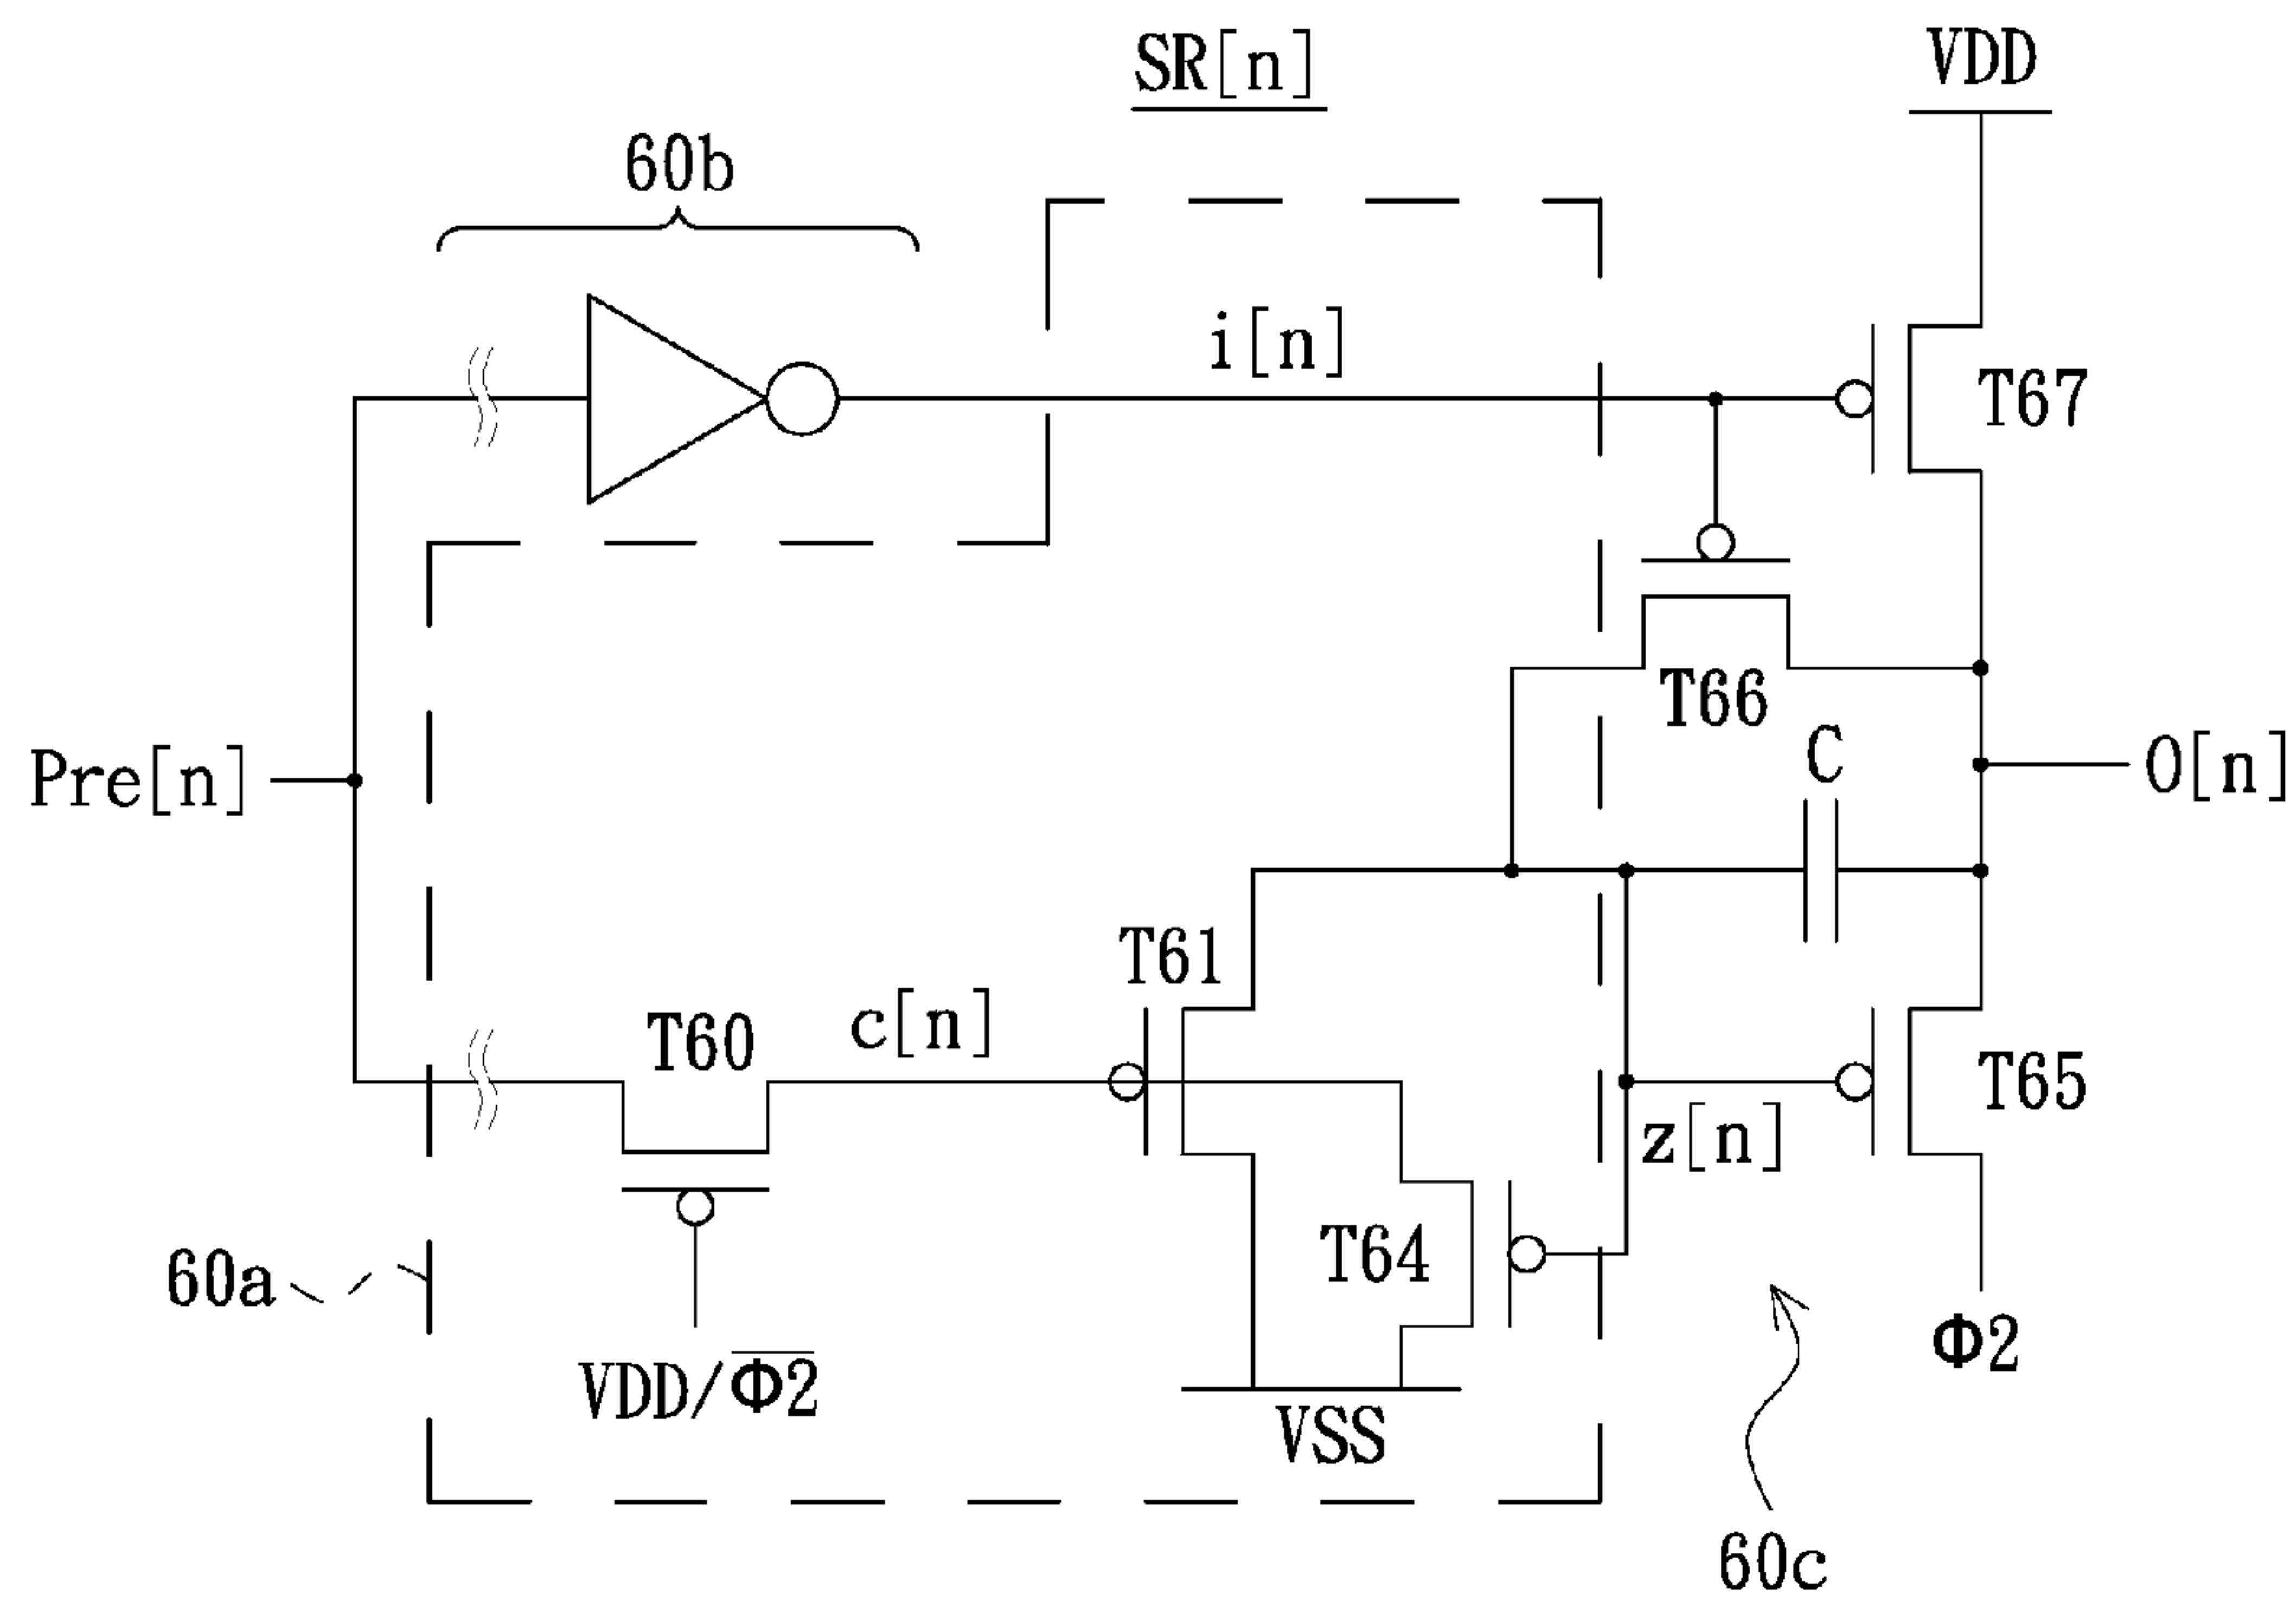 SR[n]
VDD
60b
i[n]
T67
T66
Pre[n]
C
O[n]
T61
c[n]
T60
T65
z[n]
T64
60a
VDD/Φ2̅
VSS
Φ2
60c